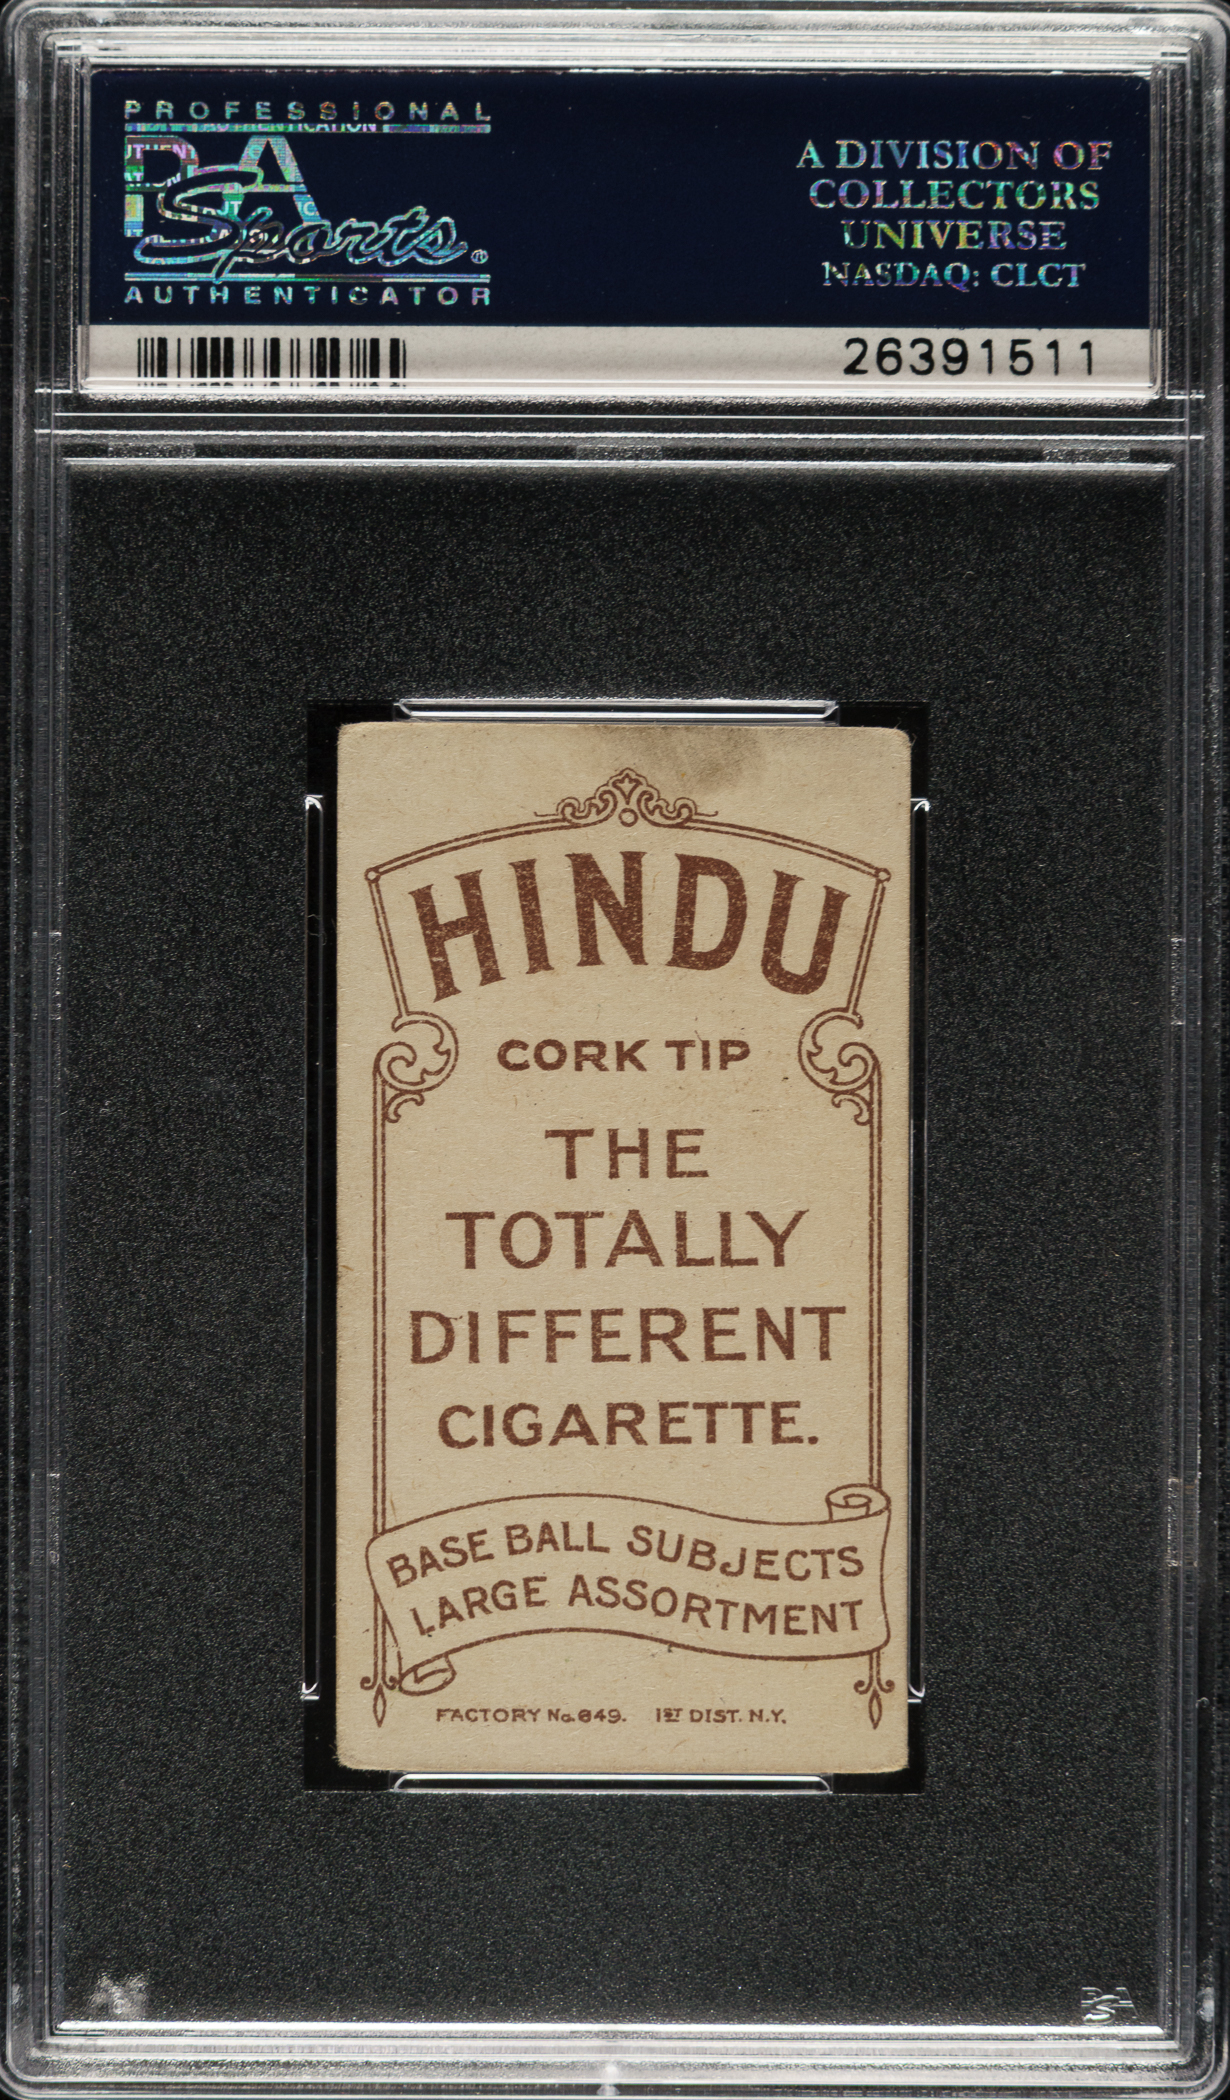 PROFESSIONAL
PSA
Sports®
AUTHENTICATOR
A DIVISION OF
COLLECTORS
UNIVERSE
NASDAQ: CLCT
26391511
HINDU
CORK TIP
THE
TOTALLY
DIFFERENT
CIGARETTE.
BASE BALL SUBJECTS
LARGE ASSORTMENT
FACTORY No. 649. 1ST DIST. N.Y.
PSA